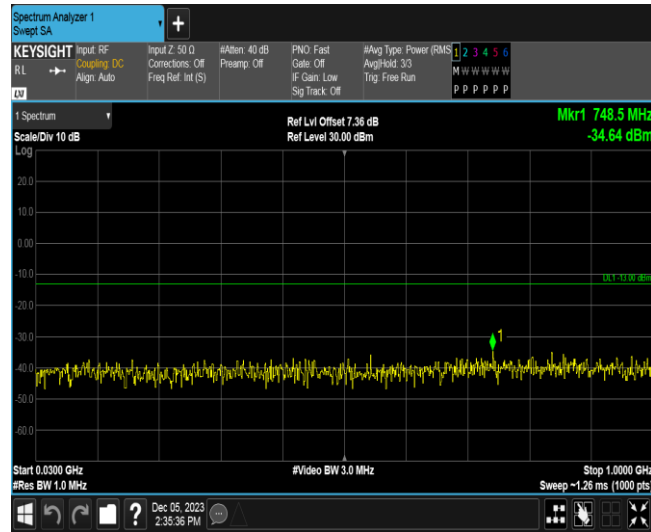 Spectrum Analyzer 1
Swept SA
+
KEYSIGHT Input: RF Input Z: 50 Ω #Atten: 40 dB PNO: Fast #Avg Type: Power (RMS 1 2 3 4 5 6
RL Coupling: DC Corrections: Off Preamp: Off Gate: Off Avg|Hold: 3/3 M W W W W W
Align: Auto Freq Ref: Int (S) IF Gain: Low Trig: Free Run
LXI Sig Track: Off P P P P P P
1 Spectrum Ref Lvl Offset 7.36 dB Mkr1 748.5 MHz
Scale/Div 10 dB Ref Level 30.00 dBm -34.64 dBm
Log
20.0
10.0
0.00
-10.0 DL1 -13.00 dBm
-20.0
-30.0 1
-40.0
-50.0
-60.0
Start 0.0300 GHz #Video BW 3.0 MHz Stop 1.0000 GHz
#Res BW 1.0 MHz Sweep ~1.26 ms (1000 pts)
? Dec 05, 2023
2:35:36 PM